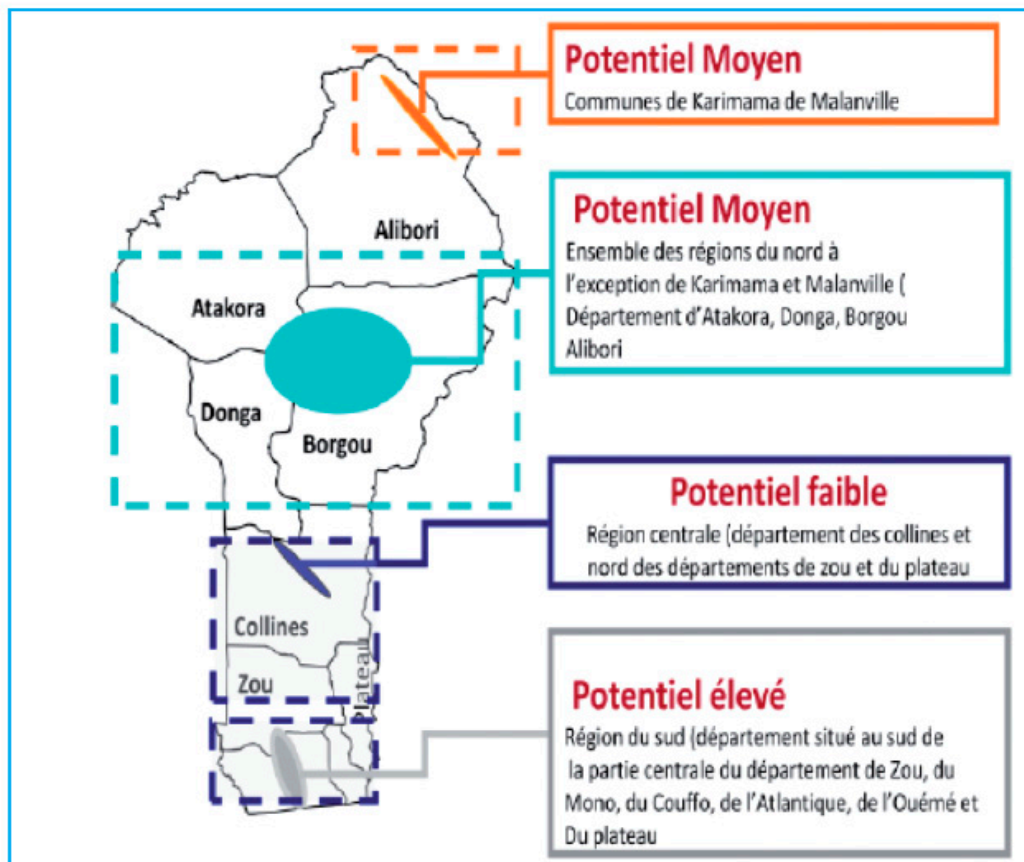 Potentiel Moyen
Communes de Karimama de Malanville
Potentiel Moyen
Ensemble des régions du nord à
l'exception de Karimama et Malanville (
Département d'Atakora, Donga, Borgou
Alibori
Potentiel faible
Région centrale (département des collines et
nord des départements de zou et du plateau
Potentiel élevé
Région du sud (département situé au sud de
la partie centrale du département de Zou, du
Mono, du Couffo, de l'Atlantique, de l'Ouémé et
Du plateau
Alibori
Atakora
Donga
Borgou
Collines
Zou
Plateau